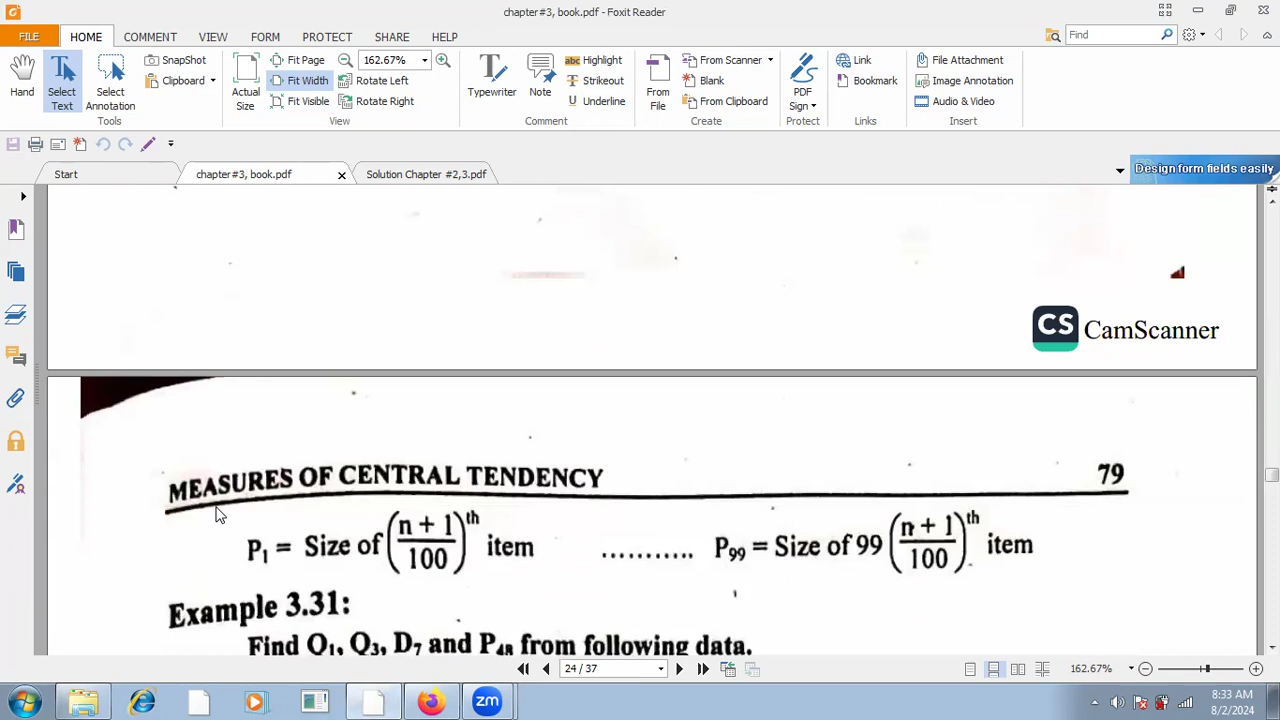 chapter#3, book.pdf - Foxit Reader
FILE HOME COMMENT VIEW FORM PROTECT SHARE HELP Find
Hand Select Text Select Annotation SnapShot Clipboard Tools
Actual Size Fit Page Fit Width Fit Visible 162.67% Rotate Left Rotate Right View
Typewriter Note Highlight Strikeout Underline Comment
From File From Scanner Blank From Clipboard Create
PDF Sign Protect
Link Bookmark Links
File Attachment Image Annotation Audio & Video Insert
Start chapter#3, book.pdf Solution Chapter #2,3.pdf Design form fields easily
CS CamScanner
MEASURES OF CENTRAL TENDENCY 79
P₁ = Size of ((n + 1)/100)^th item ........... P₉₉ = Size of 99 ((n + 1)/100)^th item
Example 3.31:
Find Q₁, Q₃, D₇ and P₄₈ from following data.
24 / 37 162.67%
zm
8:33 AM
8/2/2024